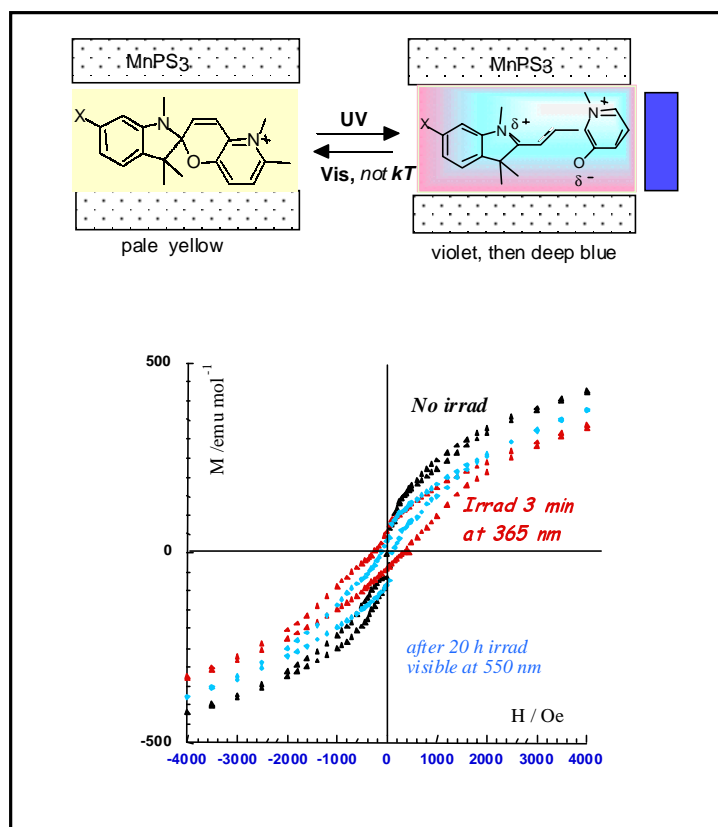 MnPS3
MnPS3
X
N
+
N
O
UV
Vis, not kT
X
N
δ +
N
+
O
δ −
pale yellow
violet, then deep blue
M /emu mol-1
500
0
-500
No irrad
Irrad 3 min
at 365 nm
after 20 h irrad
visible at 550 nm
H / Oe
-4000 -3000 -2000 -1000 0 1000 2000 3000 4000